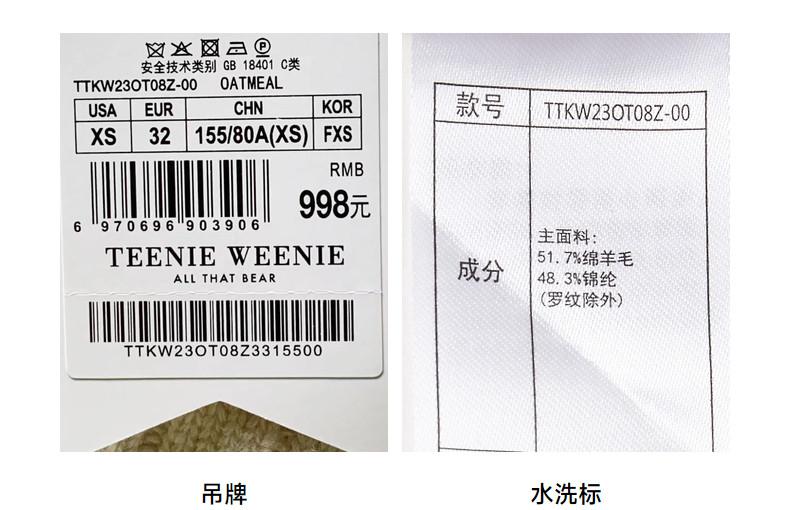 安全技术类别 GB 18401 C类
TTKW23OT08Z-00 OATMEAL
USA EUR CHN KOR
XS 32 155/80A(XS) FXS
RMB
998元
6 970696 903906
TEENIE WEENIE
ALL THAT BEAR
TTKW23OT08Z3315500
款号 TTKW23OT08Z-00
成分
主面料:
51.7%绵羊毛
48.3%锦纶
(罗纹除外)
吊牌
水洗标